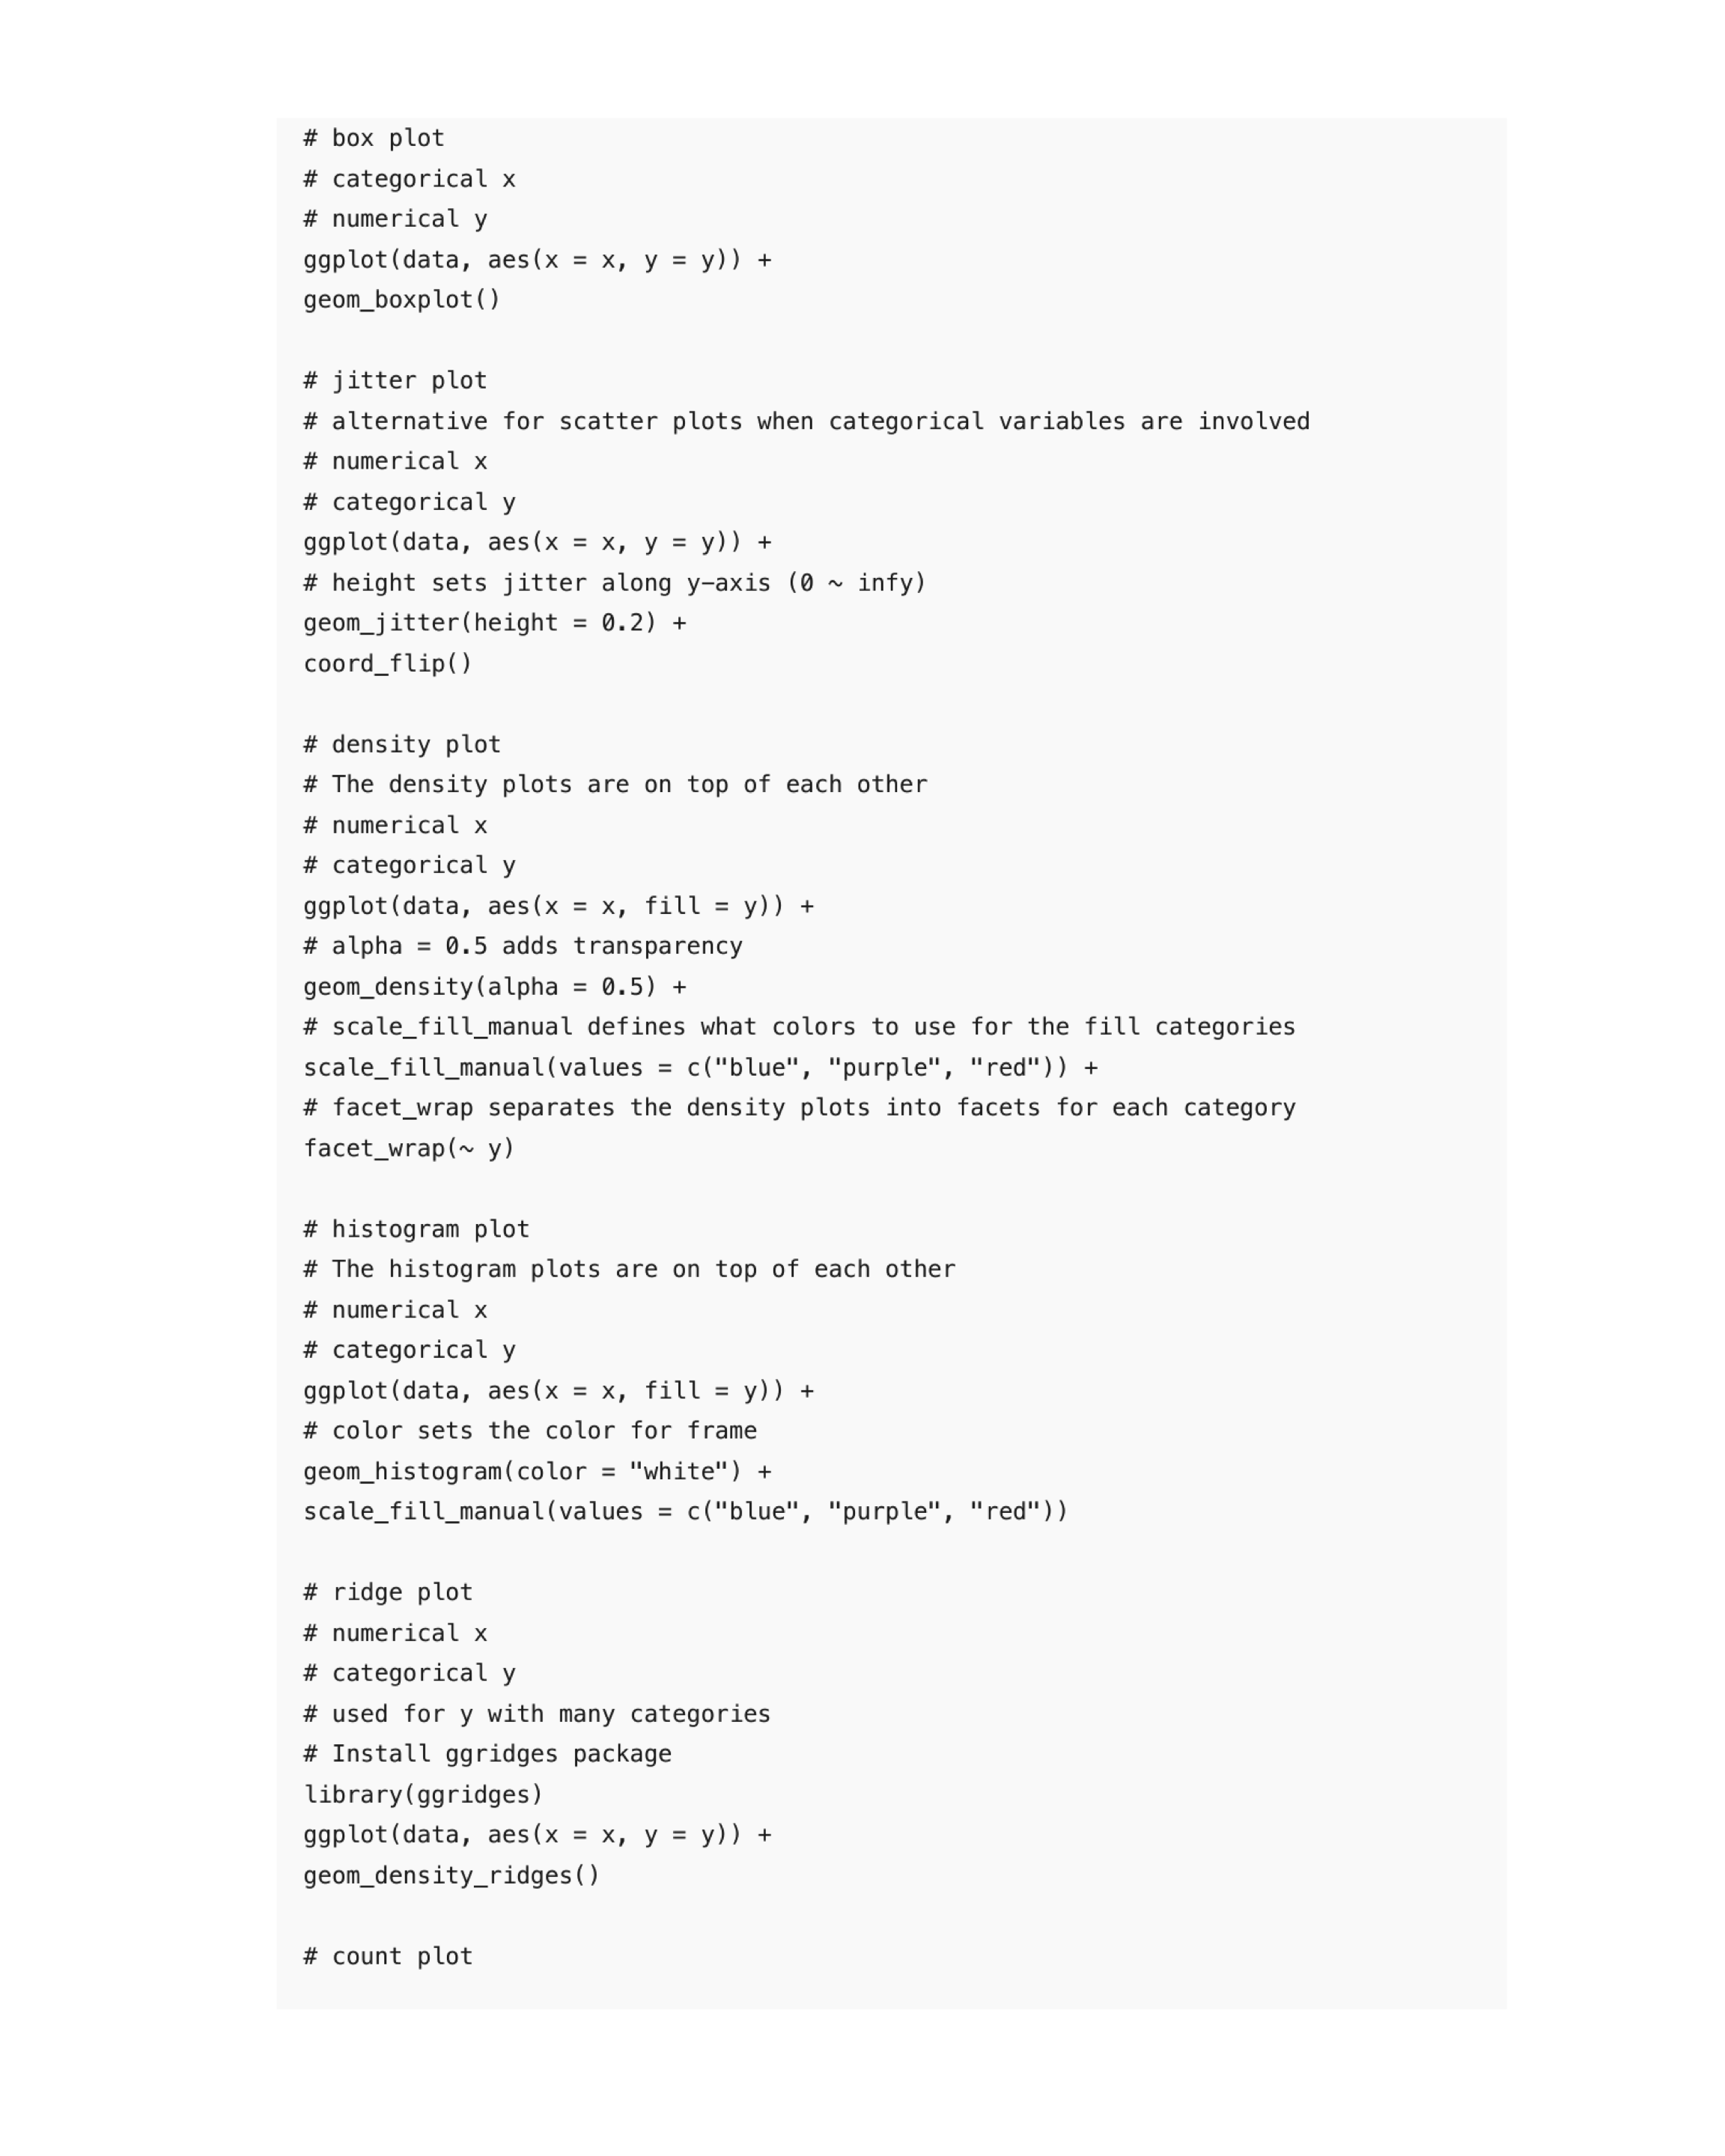 # box plot
# categorical x
# numerical y
ggplot(data, aes(x = x, y = y)) +
geom_boxplot()
# jitter plot
# alternative for scatter plots when categorical variables are involved
# numerical x
# categorical y
ggplot(data, aes(x = x, y = y)) +
# height sets jitter along y-axis (0 ~ infy)
geom_jitter(height = 0.2) +
coord_flip()
# density plot
# The density plots are on top of each other
# numerical x
# categorical y
ggplot(data, aes(x = x, fill = y)) +
# alpha = 0.5 adds transparency
geom_density(alpha = 0.5) +
# scale_fill_manual defines what colors to use for the fill categories
scale_fill_manual(values = c("blue", "purple", "red")) +
# facet_wrap separates the density plots into facets for each category
facet_wrap(~ y)
# histogram plot
# The histogram plots are on top of each other
# numerical x
# categorical y
ggplot(data, aes(x = x, fill = y)) +
# color sets the color for frame
geom_histogram(color = "white") +
scale_fill_manual(values = c("blue", "purple", "red"))
# ridge plot
# numerical x
# categorical y
# used for y with many categories
# Install ggridges package
library(ggridges)
ggplot(data, aes(x = x, y = y)) +
geom_density_ridges()
# count plot